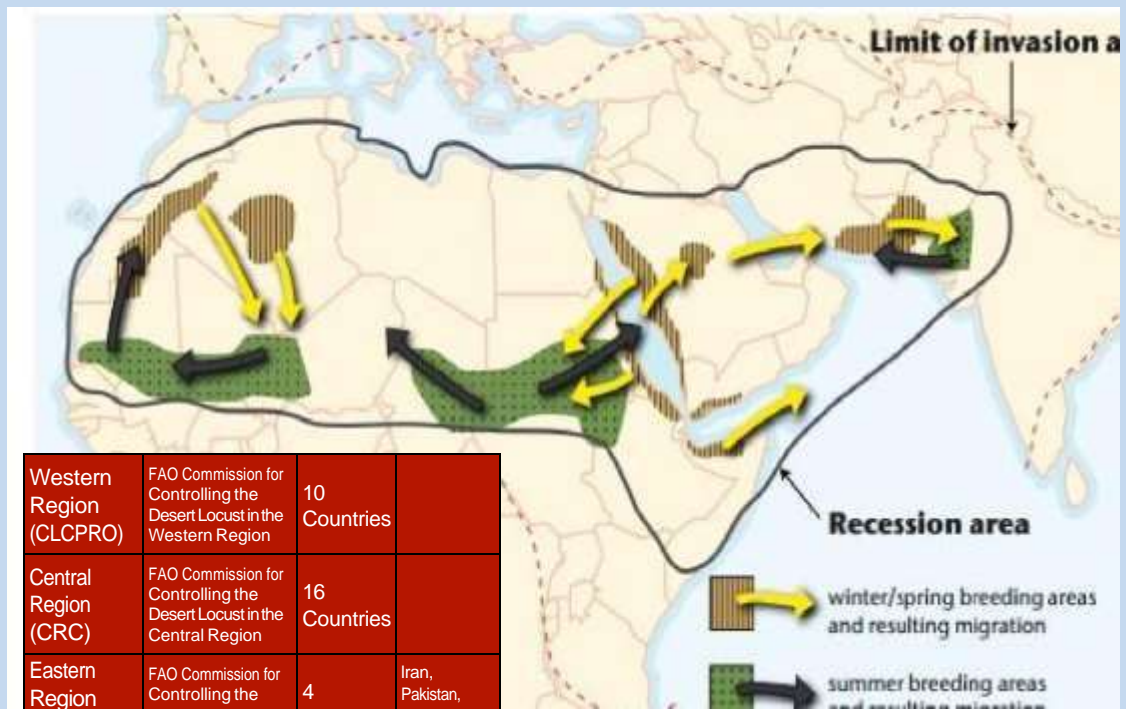 Limit of invasion a
Western
Region
(CLCPRO)
FAO Commission for
Controlling the
Desert Locust in the
Western Region
10
Countries
Central
Region
(CRC)
FAO Commission for
Controlling the
Desert Locust in the
Central Region
16
Countries
Eastern
Region
FAO Commission for
Controlling the
4
Iran,
Pakistan,
Recession area
winter/spring breeding areas
and resulting migration
summer breeding areas
and resulting migration